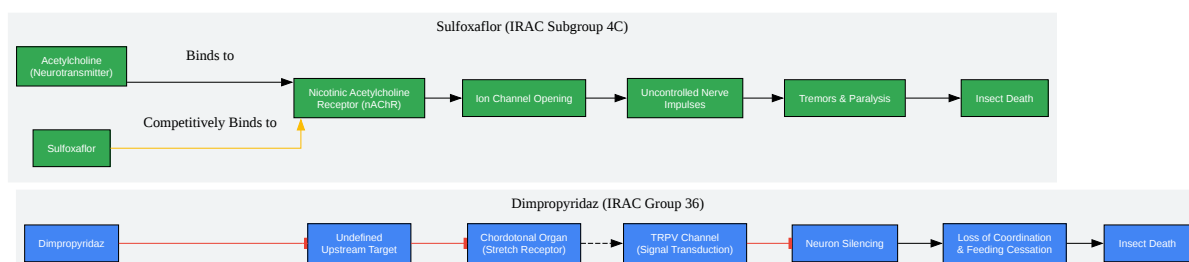 Sulfoxaflor (IRAC Subgroup 4C)
Acetylcholine
(Neurotransmitter)
Binds to
Nicotinic Acetylcholine
Receptor (nAChR)
Ion Channel Opening
Uncontrolled Nerve
Impulses
Tremors & Paralysis
Insect Death
Competitively Binds to
Sulfoxaflor
Dimpropyridaz (IRAC Group 36)
Dimpropyridaz
Undefined
Upstream Target
Chordotonal Organ
(Stretch Receptor)
TRPV Channel
(Signal Transduction)
Neuron Silencing
Loss of Coordination
& Feeding Cessation
Insect Death